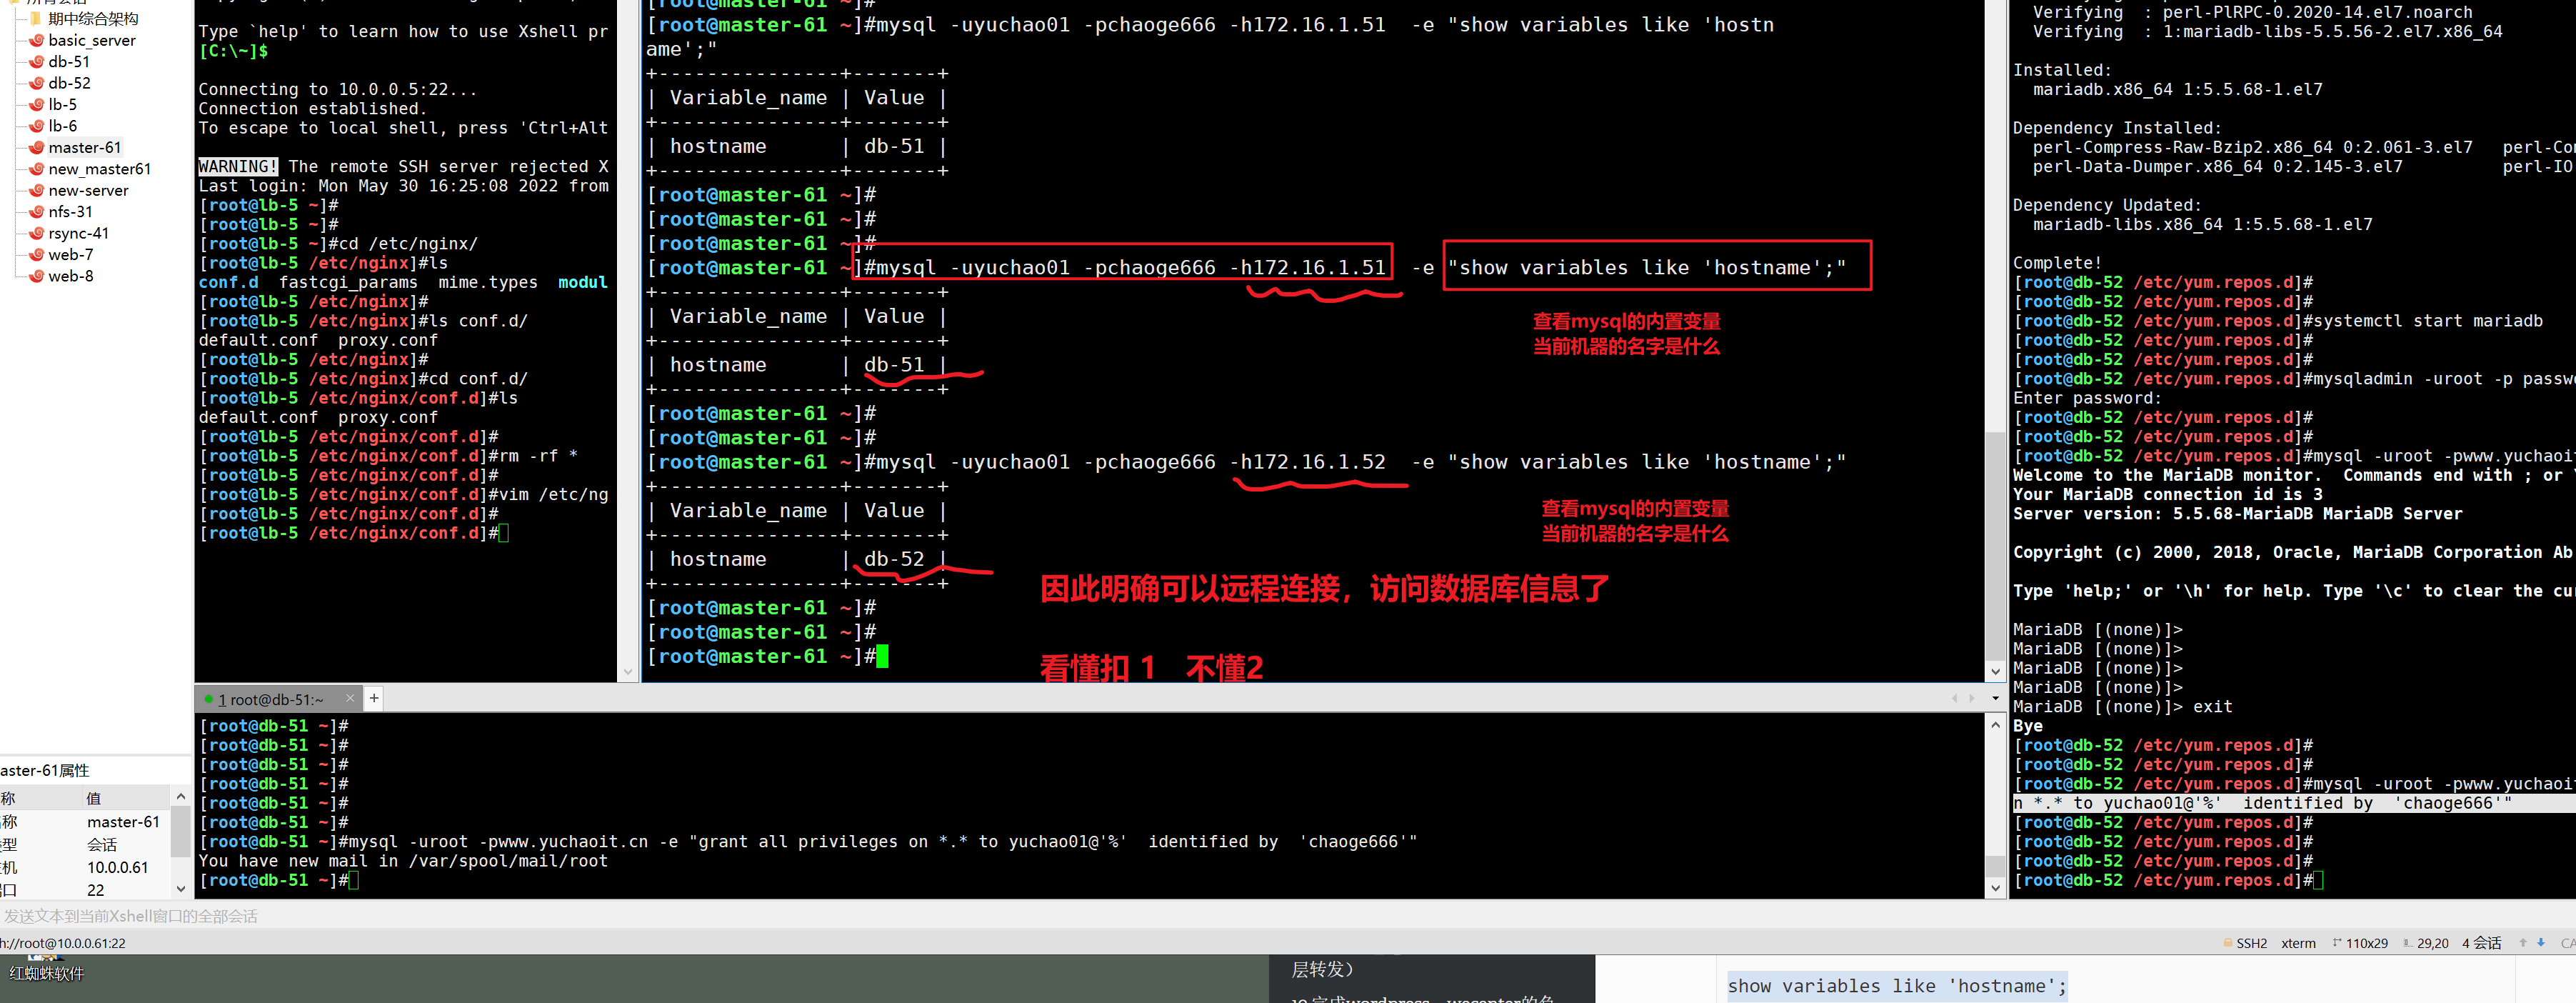 所有会话
期中综合架构
basic_server
db-51
db-52
lb-5
lb-6
master-61
new_master61
new-server
nfs-31
rsync-41
web-7
web-8
aster-61属性
称 值
名称 master-61
类型 会话
主机 10.0.0.61
端口 22
Type `help' to learn how to use Xshell pr
[C:\~]$
Connecting to 10.0.0.5:22...
Connection established.
To escape to local shell, press 'Ctrl+Alt
WARNING! The remote SSH server rejected X
Last login: Mon May 30 16:25:08 2022 from
[root@lb-5 ~]#
[root@lb-5 ~]#
[root@lb-5 ~]#cd /etc/nginx/
[root@lb-5 /etc/nginx]#ls
conf.d  fastcgi_params  mime.types  modul
[root@lb-5 /etc/nginx]#
[root@lb-5 /etc/nginx]#ls conf.d/
default.conf  proxy.conf
[root@lb-5 /etc/nginx]#
[root@lb-5 /etc/nginx]#cd conf.d/
[root@lb-5 /etc/nginx/conf.d]#ls
default.conf  proxy.conf
[root@lb-5 /etc/nginx/conf.d]#
[root@lb-5 /etc/nginx/conf.d]#rm -rf *
[root@lb-5 /etc/nginx/conf.d]#
[root@lb-5 /etc/nginx/conf.d]#vim /etc/ng
[root@lb-5 /etc/nginx/conf.d]#
[root@lb-5 /etc/nginx/conf.d]#
[root@master-61 ~]#
[root@master-61 ~]#mysql -uyuchao01 -pchaoge666 -h172.16.1.51  -e "show variables like 'hostn
ame';"
+---------------+-------+
| Variable_name | Value |
+---------------+-------+
| hostname      | db-51 |
+---------------+-------+
[root@master-61 ~]#
[root@master-61 ~]#
[root@master-61 ~]#
[root@master-61 ~]#mysql -uyuchao01 -pchaoge666 -h172.16.1.51  -e "show variables like 'hostname';"
+---------------+-------+
| Variable_name | Value |
+---------------+-------+
| hostname      | db-51 |
+---------------+-------+
查看mysql的内置变量
当前机器的名字是什么
[root@master-61 ~]#
[root@master-61 ~]#
[root@master-61 ~]#mysql -uyuchao01 -pchaoge666 -h172.16.1.52  -e "show variables like 'hostname';"
+---------------+-------+
| Variable_name | Value |
+---------------+-------+
| hostname      | db-52 |
+---------------+-------+
查看mysql的内置变量
当前机器的名字是什么
因此明确可以远程连接，访问数据库信息了
[root@master-61 ~]#
[root@master-61 ~]#
[root@master-61 ~]#
看懂扣 1 不懂2
1 root@db-51:~ × +
[root@db-51 ~]#
[root@db-51 ~]#
[root@db-51 ~]#
[root@db-51 ~]#
[root@db-51 ~]#
[root@db-51 ~]#
[root@db-51 ~]#mysql -uroot -pwww.yuchaoit.cn -e "grant all privileges on *.* to yuchao01@'%'  identified by  'chaoge666'"
You have new mail in /var/spool/mail/root
[root@db-51 ~]#
Verifying  : perl-PlRPC-0.2020-14.el7.noarch
Verifying  : 1:mariadb-libs-5.5.56-2.el7.x86_64
Installed:
mariadb.x86_64 1:5.5.68-1.el7
Dependency Installed:
perl-Compress-Raw-Bzip2.x86_64 0:2.061-3.el7   perl-Com
perl-Data-Dumper.x86_64 0:2.145-3.el7          perl-IO
Dependency Updated:
mariadb-libs.x86_64 1:5.5.68-1.el7
Complete!
[root@db-52 /etc/yum.repos.d]#
[root@db-52 /etc/yum.repos.d]#
[root@db-52 /etc/yum.repos.d]#systemctl start mariadb
[root@db-52 /etc/yum.repos.d]#
[root@db-52 /etc/yum.repos.d]#
[root@db-52 /etc/yum.repos.d]#mysqladmin -uroot -p passw
Enter password:
[root@db-52 /etc/yum.repos.d]#
[root@db-52 /etc/yum.repos.d]#
[root@db-52 /etc/yum.repos.d]#mysql -uroot -pwww.yuchaoit
Welcome to the MariaDB monitor.  Commands end with ; or
Your MariaDB connection id is 3
Server version: 5.5.68-MariaDB MariaDB Server
Copyright (c) 2000, 2018, Oracle, MariaDB Corporation Ab
Type 'help;' or '\h' for help. Type '\c' to clear the cu
MariaDB [(none)]>
MariaDB [(none)]>
MariaDB [(none)]>
MariaDB [(none)]>
MariaDB [(none)]> exit
Bye
[root@db-52 /etc/yum.repos.d]#
[root@db-52 /etc/yum.repos.d]#
[root@db-52 /etc/yum.repos.d]#mysql -uroot -pwww.yuchaoit
n *.* to yuchao01@'%'  identified by  'chaoge666'"
[root@db-52 /etc/yum.repos.d]#
[root@db-52 /etc/yum.repos.d]#
[root@db-52 /etc/yum.repos.d]#
[root@db-52 /etc/yum.repos.d]#
发送文本到当前Xshell窗口的全部会话
h://root@10.0.0.61:22
SSH2 xterm 110x29 29,20 4 会话 CA
红蜘蛛软件
层转发）
show variables like 'hostname';